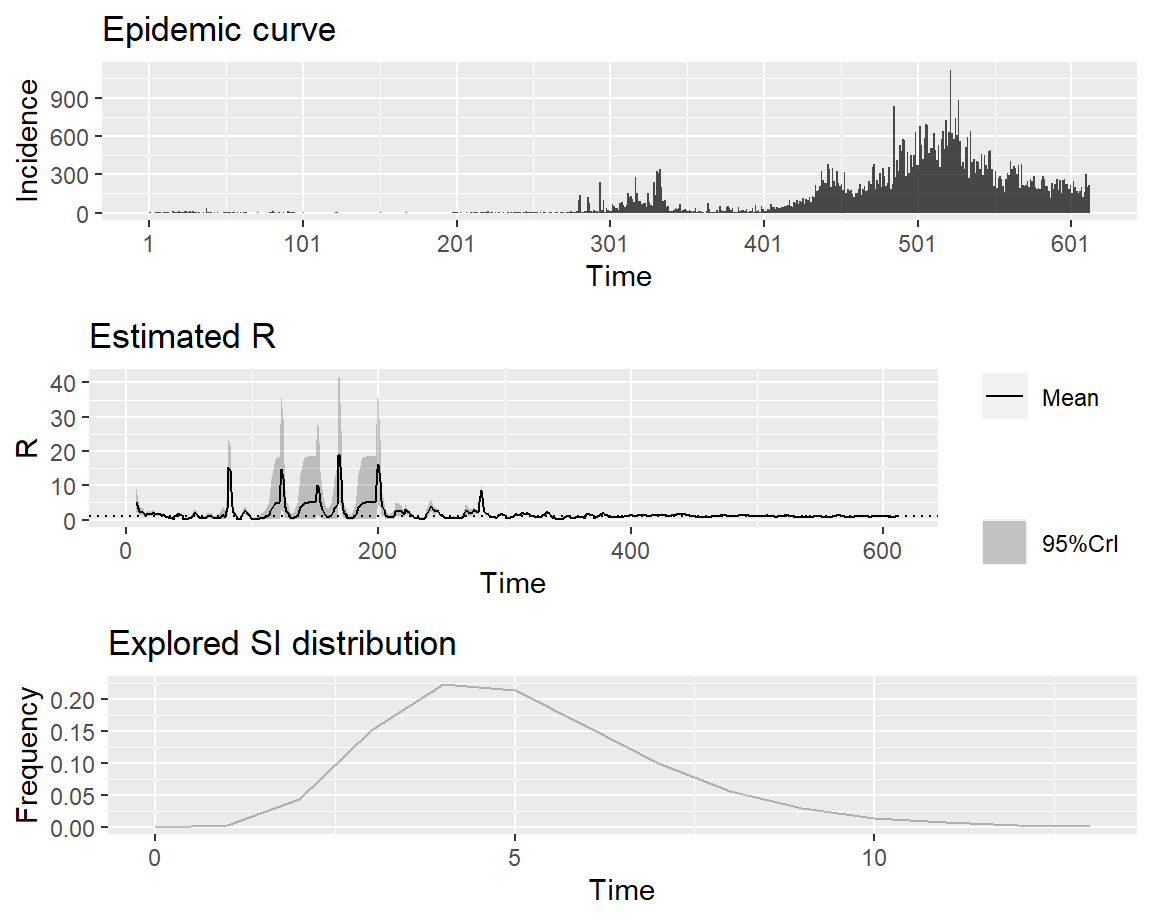 Epidemic curve
Incidence
900
600
300
0
1 101 201 301 401 501 601
Time
Estimated R
R
40
30
20
10
0
0 200 400 600
Time
Mean
95%CrI
Explored SI distribution
Frequency
0.20
0.15
0.10
0.05
0.00
0 5 10
Time